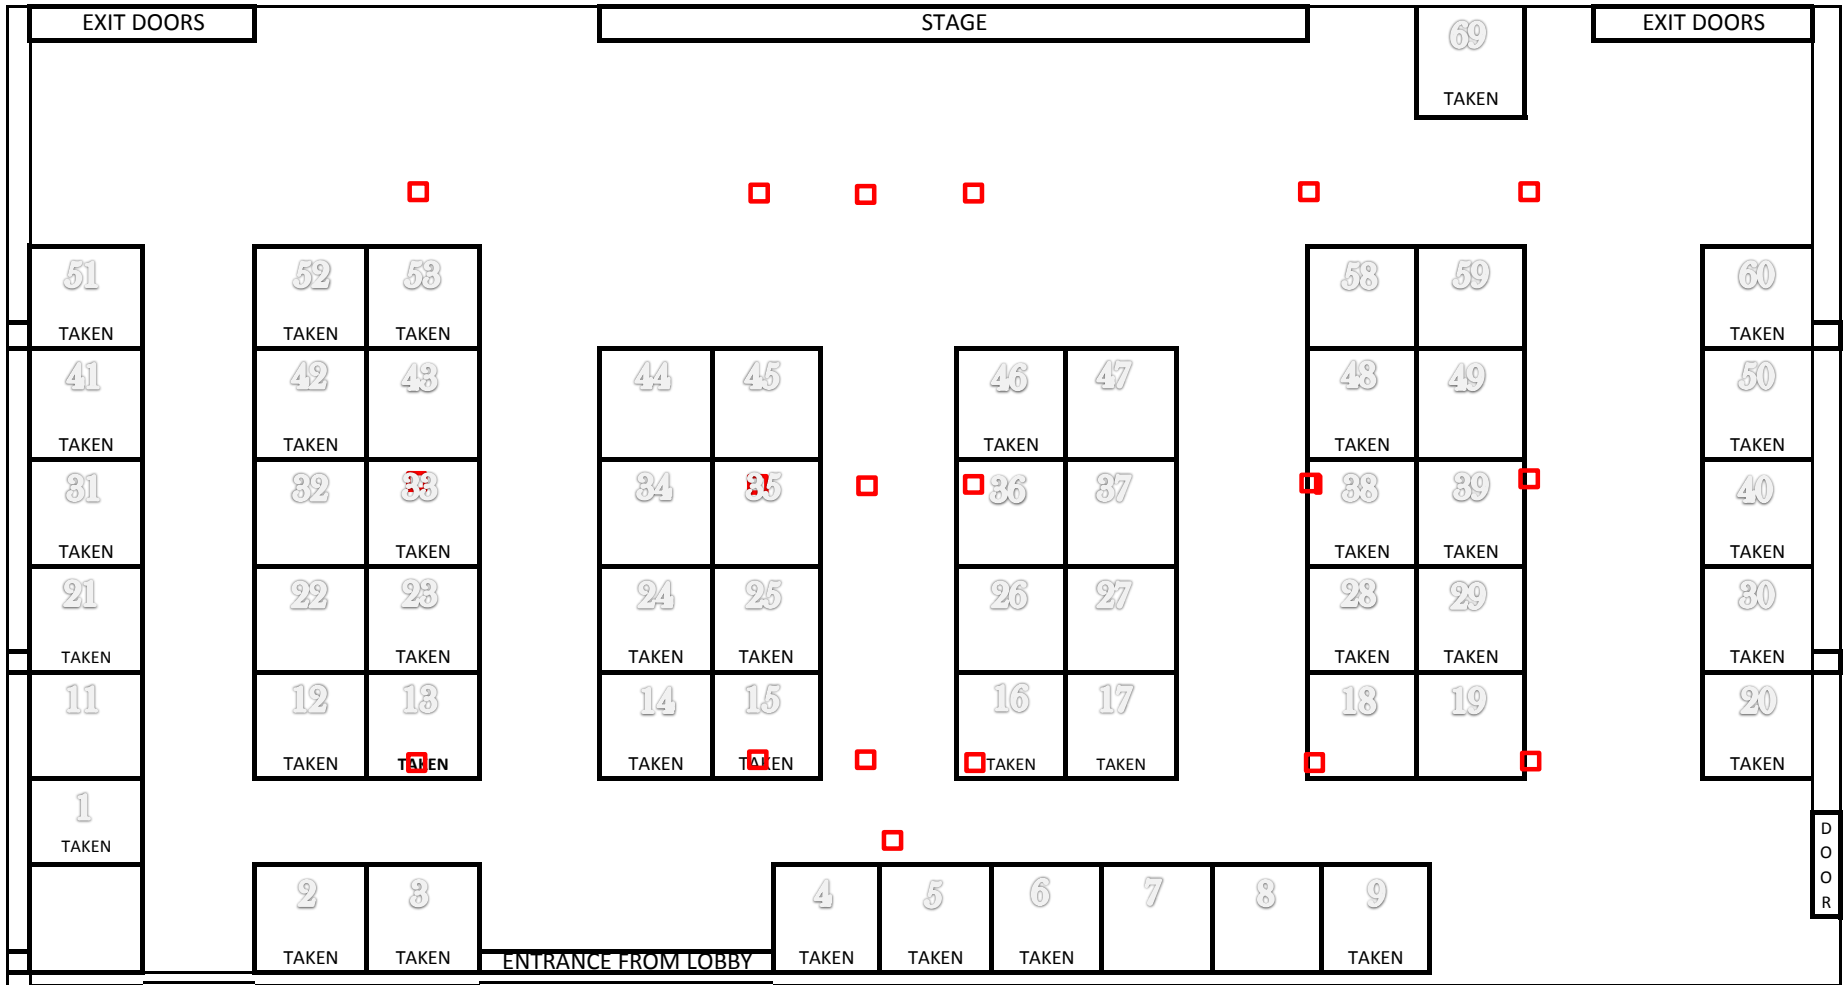 EXIT DOORS STAGE 69 EXIT DOORS
TAKEN
51 52 53 58 59 60
TAKEN TAKEN TAKEN TAKEN
41 42 43 44 45 46 47 48 49 50
TAKEN TAKEN TAKEN TAKEN TAKEN
31 32 33 34 35 36 37 38 39 40
TAKEN TAKEN TAKEN TAKEN TAKEN
21 22 23 24 25 26 27 28 29 30
TAKEN TAKEN TAKEN TAKEN TAKEN TAKEN TAKEN
11 12 13 14 15 16 17 18 19 20
TAKEN TAKEN TAKEN TAKEN TAKEN TAKEN TAKEN
1
TAKEN
D
O
O
R
2 3 4 5 6 7 8 9
TAKEN TAKEN ENTRANCE FROM LOBBY TAKEN TAKEN TAKEN TAKEN